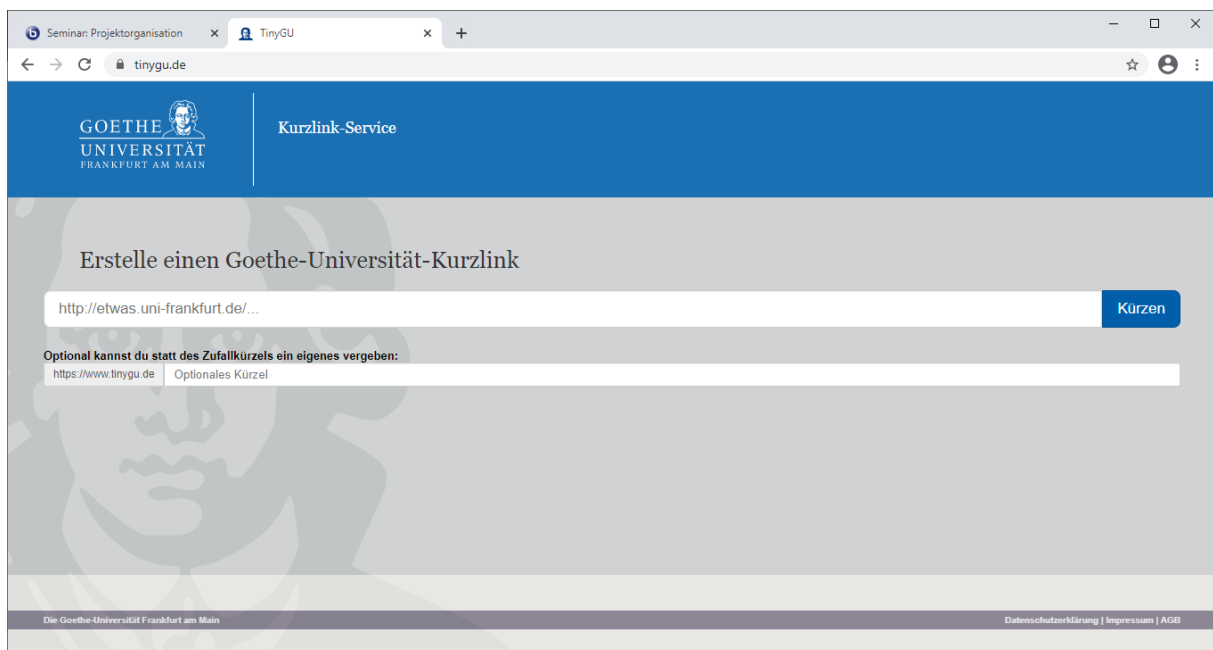 Seminar: Projektorganisation
TinyGU
tinygu.de
GOETHE
UNIVERSITÄT
FRANKFURT AM MAIN
Kurzlink-Service
Erstelle einen Goethe-Universität-Kurzlink
http://etwas.uni-frankfurt.de/... Kürzen
Optional kannst du statt des Zufallkürzels ein eigenes vergeben:
https://www.tinygu.de Optionales Kürzel
Die Goethe-Universität Frankfurt am Main Datenschutzerklärung | Impressum | AGB